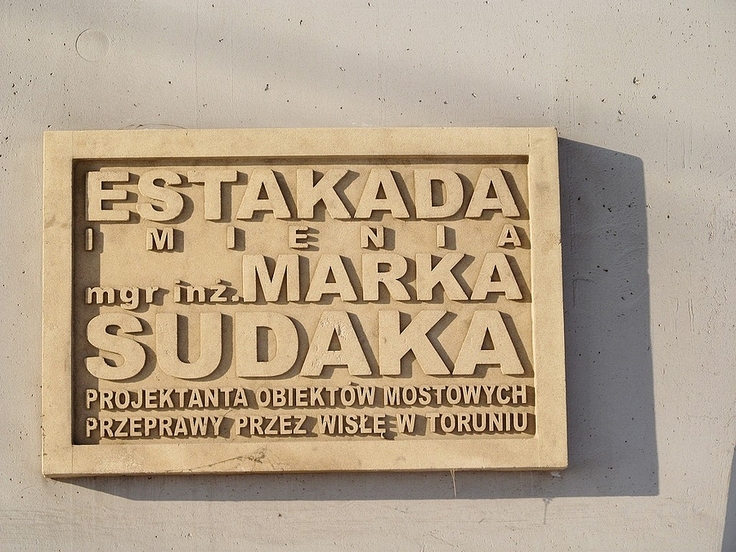 ESTAKADA
IMIENIA
mgr inż. MARKA
SUDAKA
PROJEKTANTA OBIEKTÓW MOSTOWYCH
PRZEPRAWY PRZEZ WISŁĘ W TORUNIU